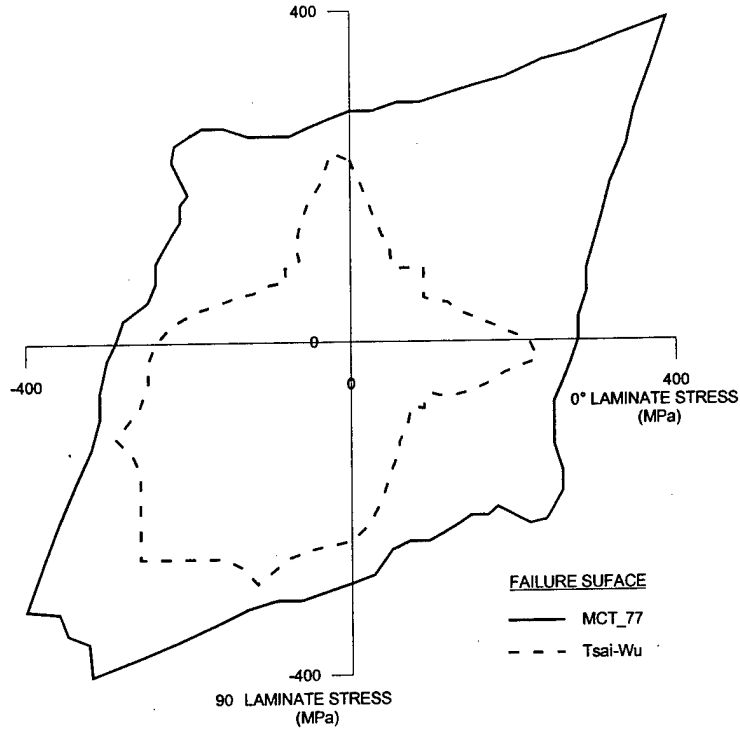 400
0
-400
0
400
0° LAMINATE STRESS
(MPa)
FAILURE SUFACE
MCT_77
Tsai-Wu
-400
90 LAMINATE STRESS
(MPa)